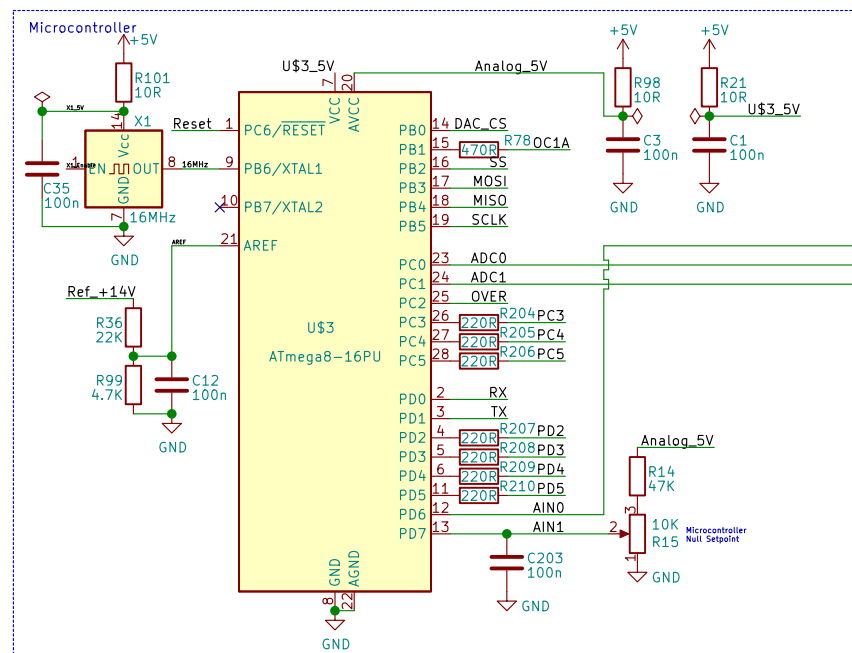 Microcontroller
+5V
R101
10R
X1_5V
14
X1
Vcc
1
EN
OUT
8
16MHz
GND
7
16MHz
C35
100n
GND
Reset
1
PC6/RESET
9
PB6/XTAL1
10
PB7/XTAL2
AREF
21
AREF
Ref_+14V
R36
22K
R99
4.7K
C12
100n
GND
U$3_5V
7
VCC
20
AVCC
Analog_5V
U$3
ATmega8-16PU
PB0
14
DAC_CS
PB1
15
470R
R78
OC1A
PB2
16
SS
PB3
17
MOSI
PB4
18
MISO
PB5
19
SCLK
PC0
23
ADC0
PC1
24
ADC1
PC2
25
OVER
PC3
26
220R
R204
PC3
PC4
27
220R
R205
PC4
PC5
28
220R
R206
PC5
PD0
2
RX
PD1
3
TX
PD2
4
220R
R207
PD2
PD3
5
220R
R208
PD3
PD4
6
220R
R209
PD4
PD5
11
220R
R210
PD5
PD6
12
AIN0
PD7
13
AIN1
GND
8
AGND
22
GND
C203
100n
GND
+5V
R98
10R
C3
100n
GND
+5V
R21
10R
U$3_5V
C1
100n
GND
Analog_5V
R14
47K
3
2
1
10K
R15
Microcontroller
Null Setpoint
GND